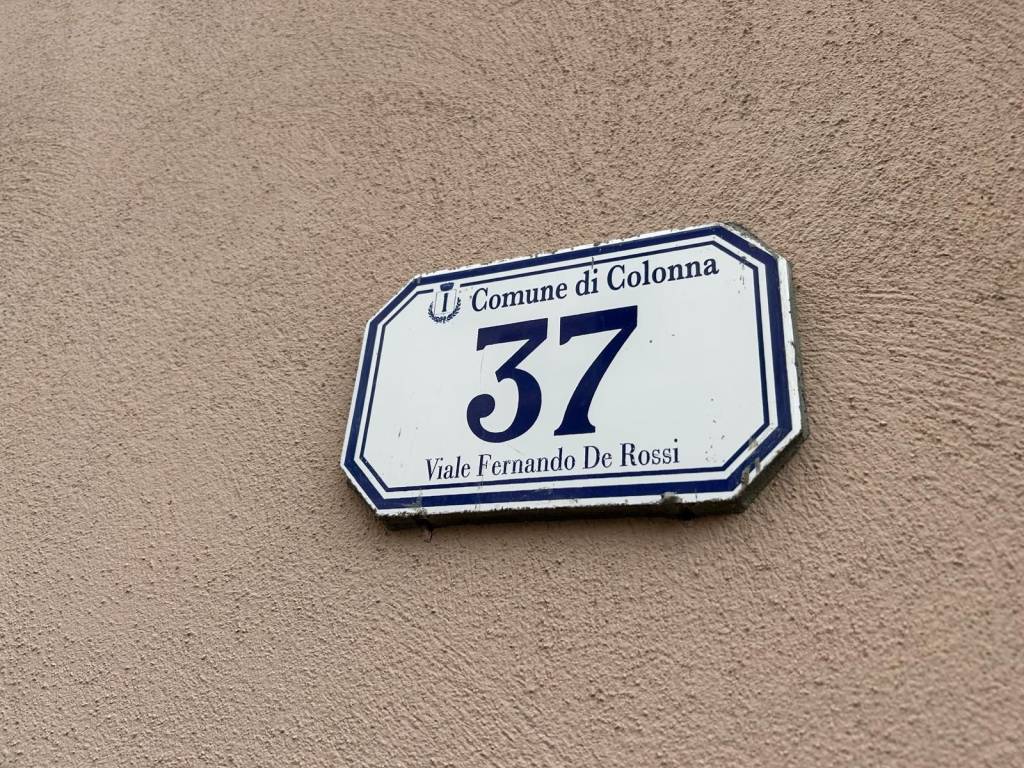 I Comune di Colonna
37
Viale Fernando De Rossi